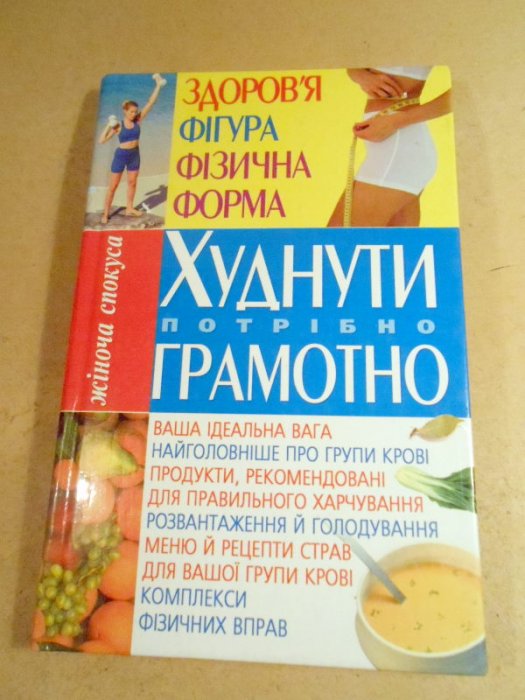 ЗДОРОВ'Я
ФІГУРА
ФІЗИЧНА
ФОРМА
жіноча спокуса
ХУДНУТИ
ПОТРІБНО
ГРАМОТНО
ВАША ІДЕАЛЬНА ВАГА
НАЙГОЛОВНІШЕ ПРО ГРУПИ КРОВІ
ПРОДУКТИ, РЕКОМЕНДОВАНІ
ДЛЯ ПРАВИЛЬНОГО ХАРЧУВАННЯ
РОЗВАНТАЖЕННЯ Й ГОЛОДУВАННЯ
МЕНЮ Й РЕЦЕПТИ СТРАВ
ДЛЯ ВАШОЇ ГРУПИ КРОВІ
КОМПЛЕКСИ
ФІЗИЧНИХ ВПРАВ